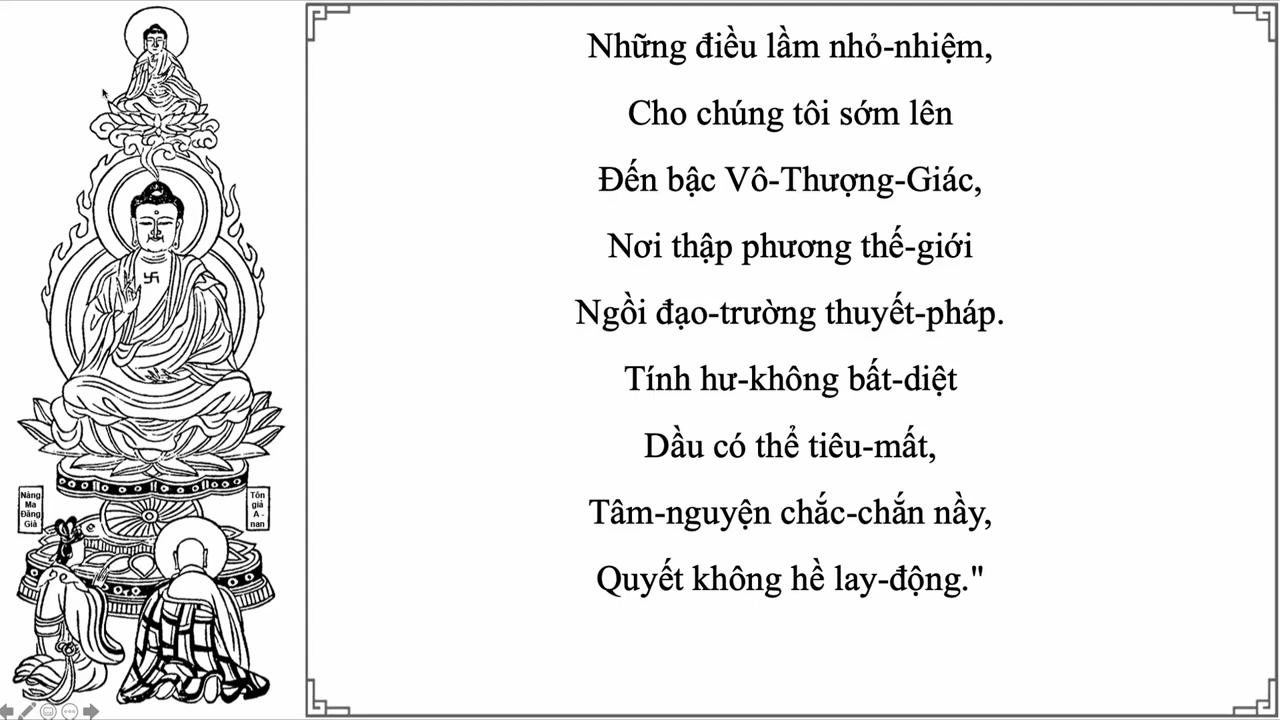 Những điều lầm nhỏ-nhiệm,
Cho chúng tôi sớm lên
Đến bậc Vô-Thượng-Giác,
Nơi thập phương thế-giới
Ngồi đạo-trường thuyết-pháp.
Tính hư-không bất-diệt
Dầu có thể tiêu-mất,
Tâm-nguyện chắc-chắn nầy,
Quyết không hề lay-động."
Nàng
Ma
Đăng
Già
Tôn
giả
A -
nan